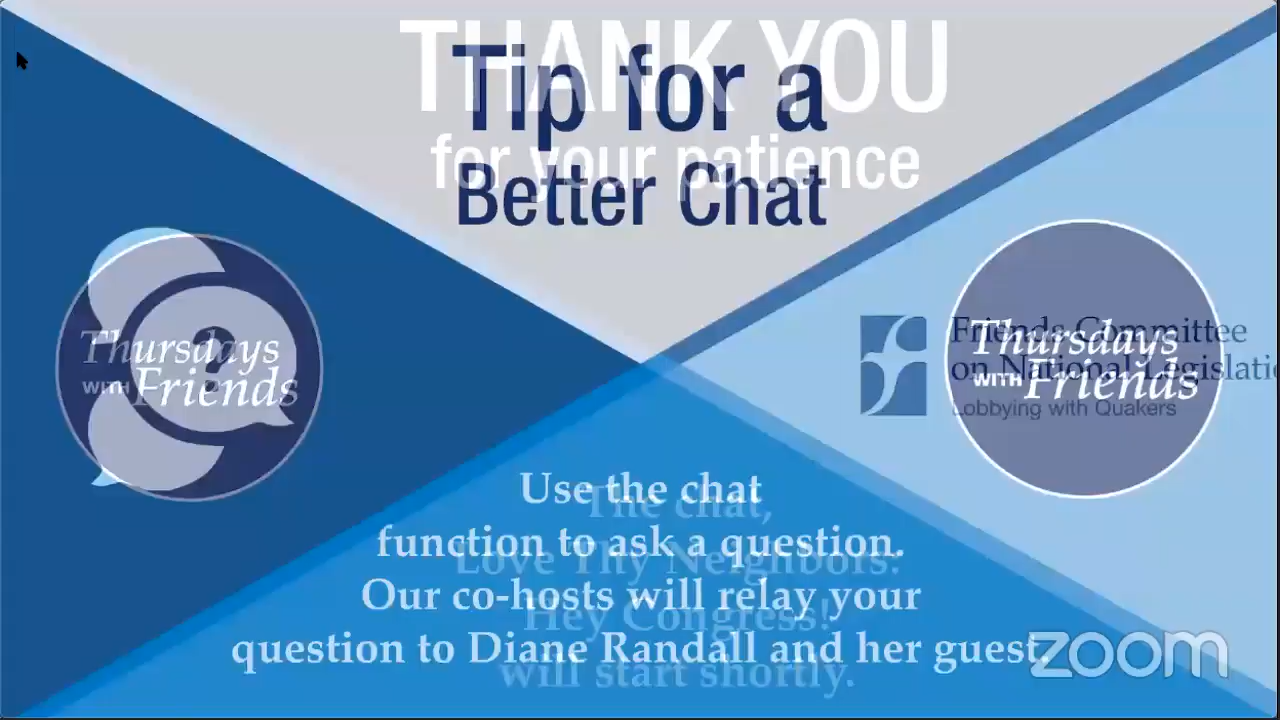 THANK YOU
for your patience
Tip for a
Better Chat
?
Thursdays
WITH Friends
Friends Committee
on National Legislati
Lobbying with Quakers
Thursdays
WITH Friends
Use the chat
function to ask a question.
Our co-hosts will relay your
question to Diane Randall and her guest.
The chat,
Love Thy Neighbors:
Hey Congress!
will start shortly.
zoom